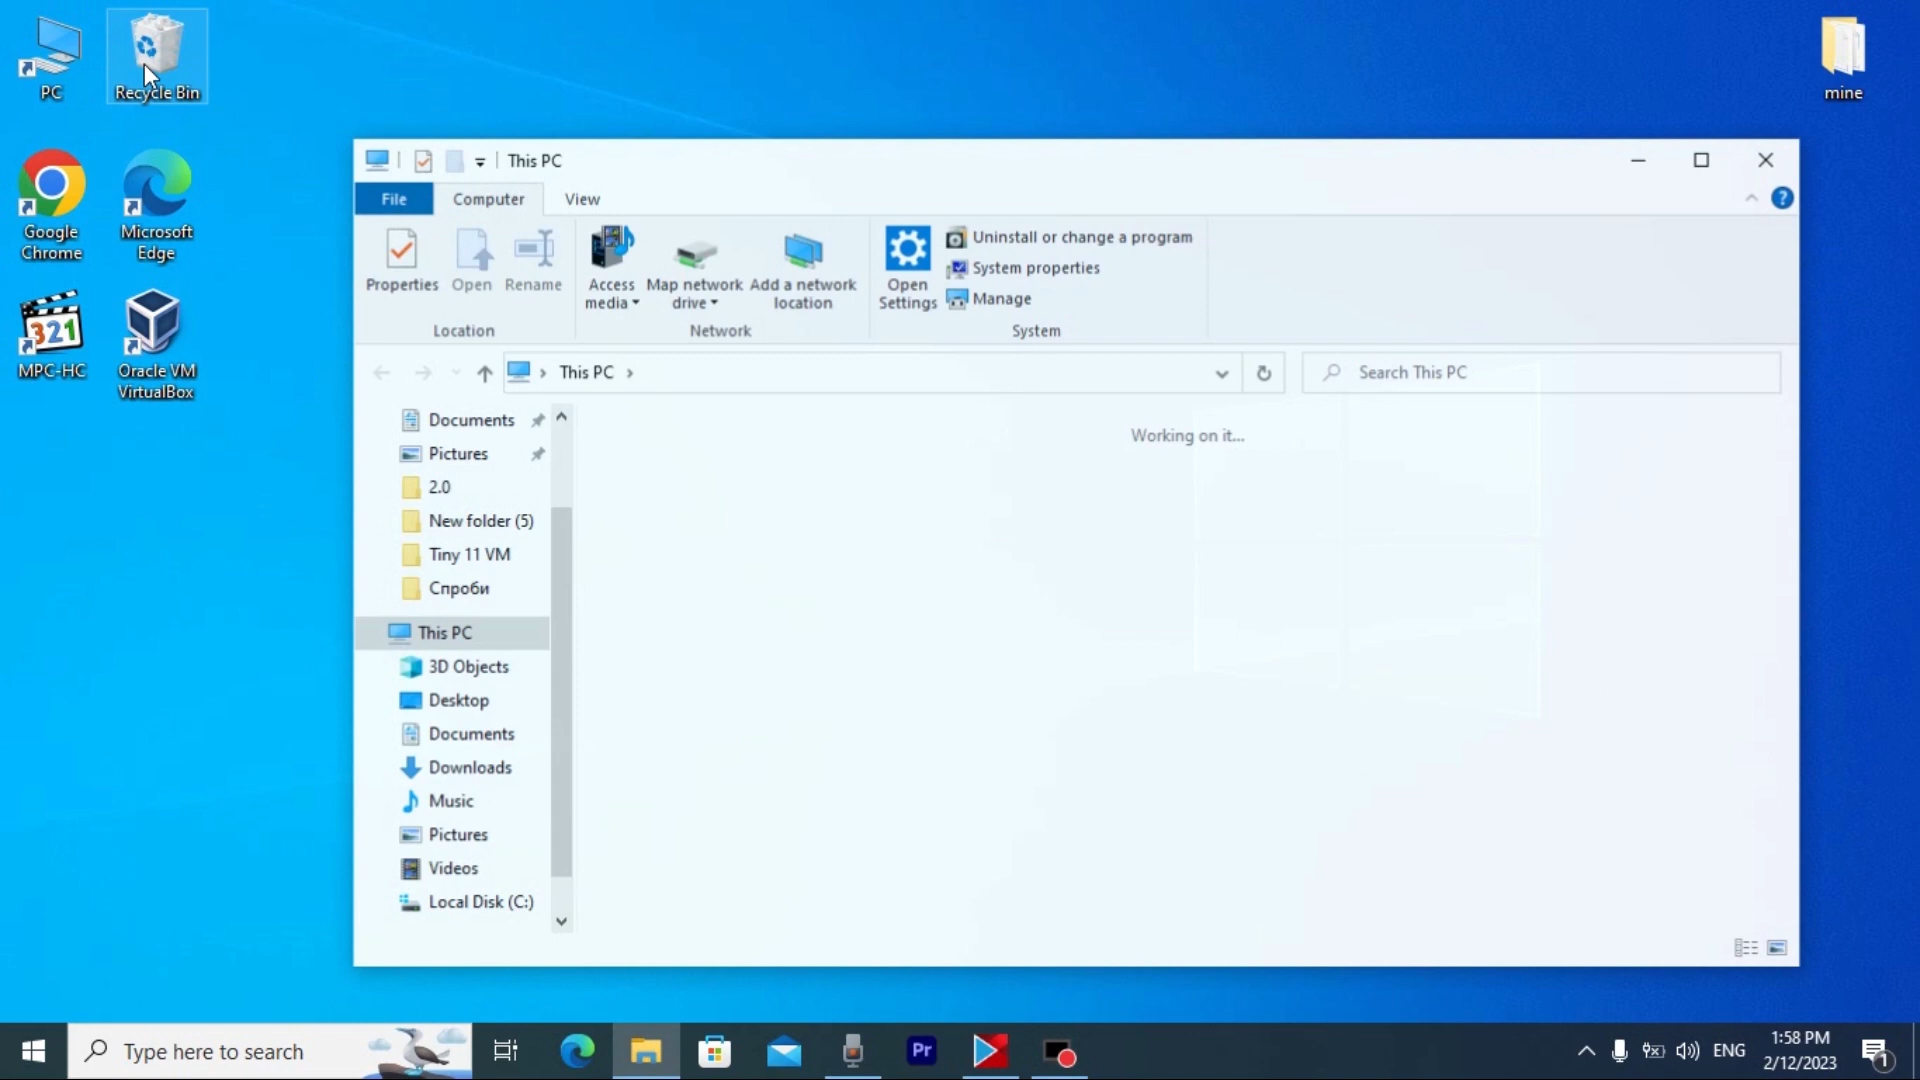 PC
Recycle Bin
mine
Google
Chrome
Microsoft
Edge
321
MPC-HC
Oracle VM
VirtualBox
This PC
File
Computer
View
?
Properties
Open
Rename
Location
Access
media
Map network
drive
Add a network
location
Network
Open
Settings
Uninstall or change a program
System properties
Manage
System
This PC
Search This PC
Documents
Pictures
2.0
New folder (5)
Tiny 11 VM
Спроби
This PC
3D Objects
Desktop
Documents
Downloads
Music
Pictures
Videos
Local Disk (C:)
Working on it...
Type here to search
Pr
ENG
1:58 PM
2/12/2023
1